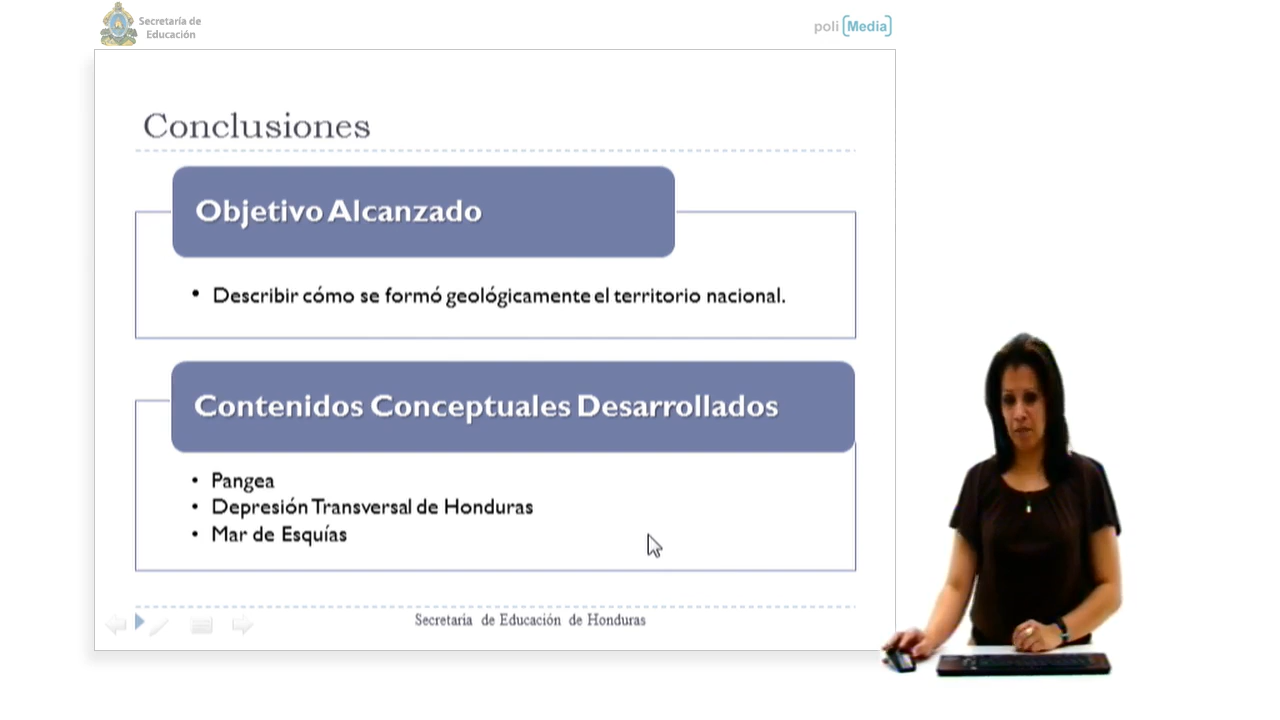 Secretaría de
Educación
poli [Media]
Conclusiones
Objetivo Alcanzado
• Describir cómo se formó geológicamente el territorio nacional.
Contenidos Conceptuales Desarrollados
• Pangea
• Depresión Transversal de Honduras
• Mar de Esquías
Secretaría de Educación de Honduras